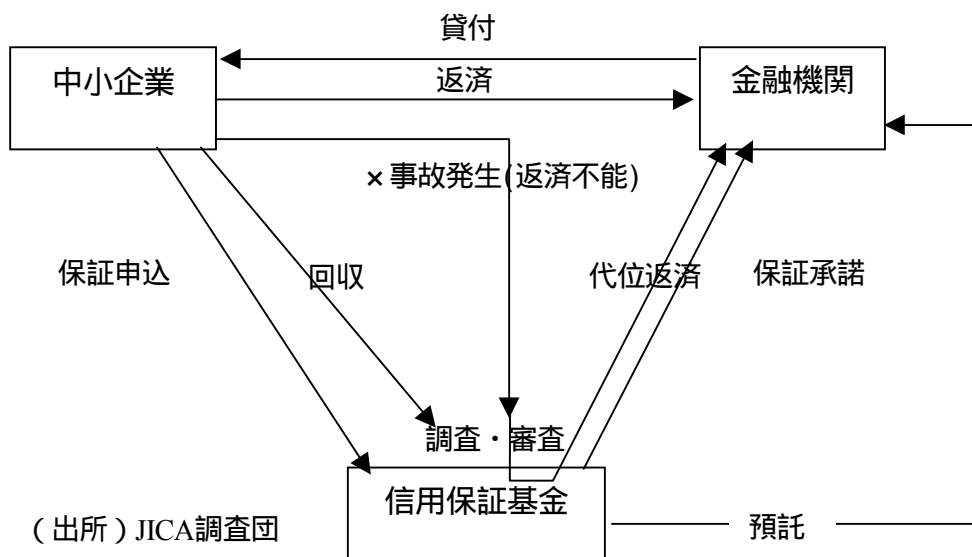 貸付
中小企業
金融機関
返済
×事故発生(返済不能)
保証申込
回収
代位返済
保証承諾
調査・審査
信用保証基金
(出所)JICA調査団
預託